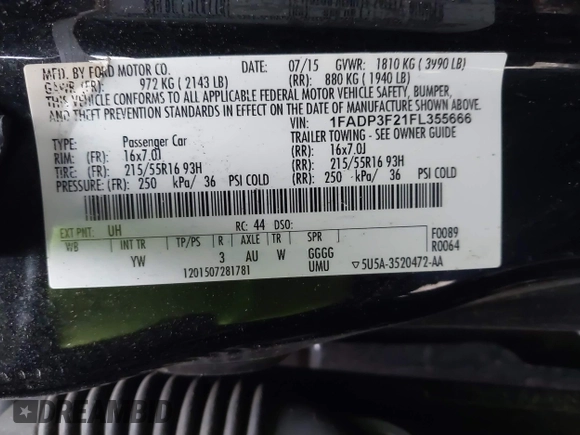 MFD. BY FORD MOTOR CO. DATE: 07/15 GVWR: 1810 KG ( 3990 LB)
GVWR: (FR): 972 KG ( 2143 LB) (RR): 880 KG ( 1940 LB)
THIS VEHICLE CONFORMS TO ALL APPLICABLE FEDERAL MOTOR VEHICLE SAFETY, BUMPER,
THEFT PREVENTION STANDARDS IN EFFECT ON THE DATE OF MANUFACTURE SHOWN ABOVE.
VIN: 1FADP3F21FL355666
TYPE: Passenger Car TRAILER TOWING - SEE OWNER GUIDE
RIM: (FR): 16x7.0J (RR): 16x7.0J
TIRE: (FR): 215/55R16 93H (RR): 215/55R16 93H
PRESSURE: (FR) 250 kPa/ 36 PSI COLD (RR) 250 kPa/ 36 PSI COLD
EXT PNT: UH RC: 44 DSO: F0089
WB INT TR TP/PS R AXLE TR SPR R0064
YW 3 AU W GGGG
UMU ▽5U5A-3520472-AA
1201507281781
DREAMBID